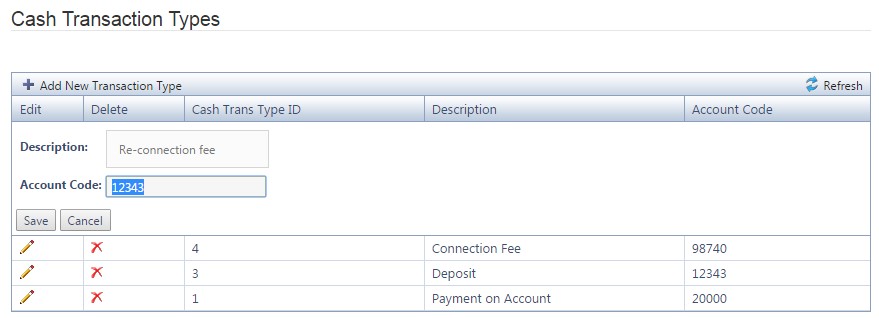 Cash Transaction Types
Add New Transaction Type Refresh
Edit Delete Cash Trans Type ID Description Account Code
Description: Re-connection fee
Account Code: 12343
Save Cancel
4 Connection Fee 98740
3 Deposit 12343
1 Payment on Account 20000